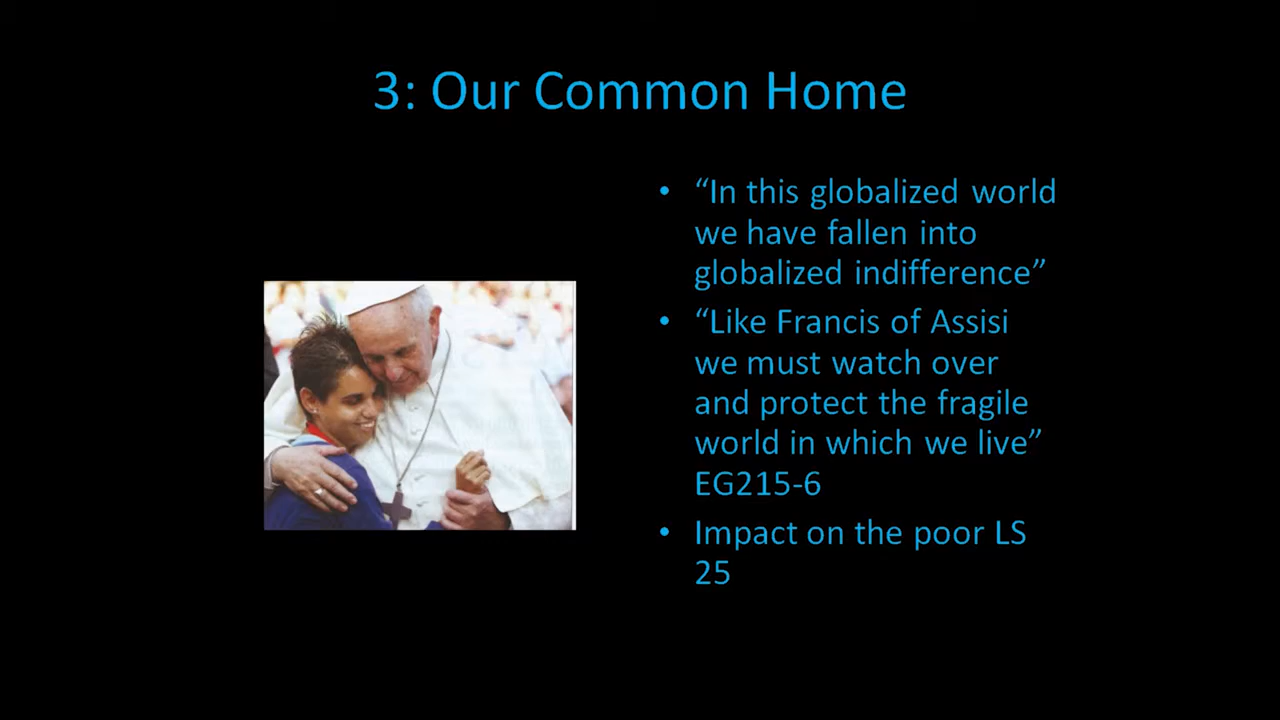 3: Our Common Home
• “In this globalized world
we have fallen into
globalized indifference”
• “Like Francis of Assisi
we must watch over
and protect the fragile
world in which we live”
EG215-6
• Impact on the poor LS
25